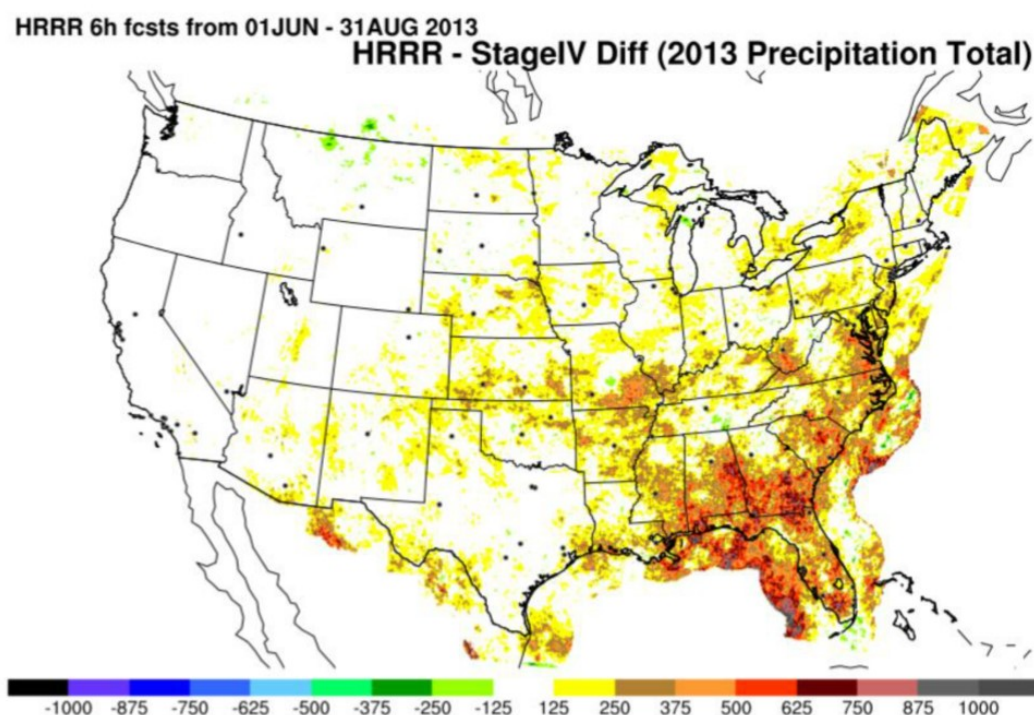 HRRR 6h fcsts from 01JUN - 31AUG 2013
HRRR - StageIV Diff (2013 Precipitation Total)
-1000 -875 -750 -625 -500 -375 -250 -125 125 250 375 500 625 750 875 1000